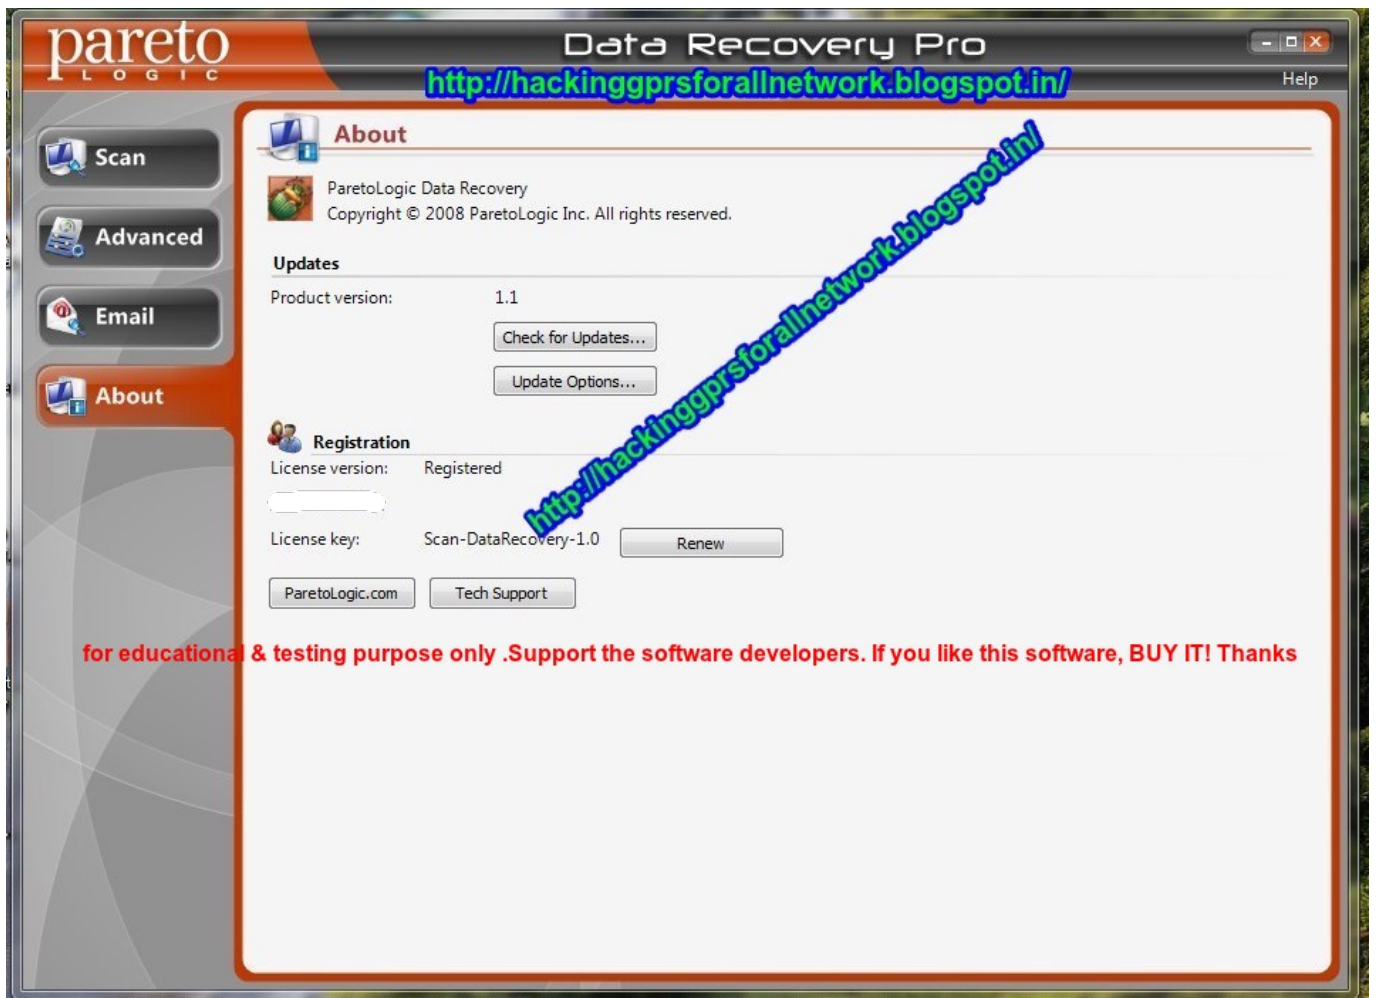 pareto
LOGIC
Data Recovery Pro
http://hackinggprsforallnetwork.blogspot.in/
Help
Scan
Advanced
Email
About
About
ParetoLogic Data Recovery
Copyright © 2008 ParetoLogic Inc. All rights reserved.
Updates
Product version: 1.1
Check for Updates...
Update Options...
http://hackinggprsforallnetwork.blogspot.in/
Registration
License version: Registered
License key: Scan-DataRecovery-1.0 Renew
ParetoLogic.com Tech Support
for educational & testing purpose only .Support the software developers. If you like this software, BUY IT! Thanks